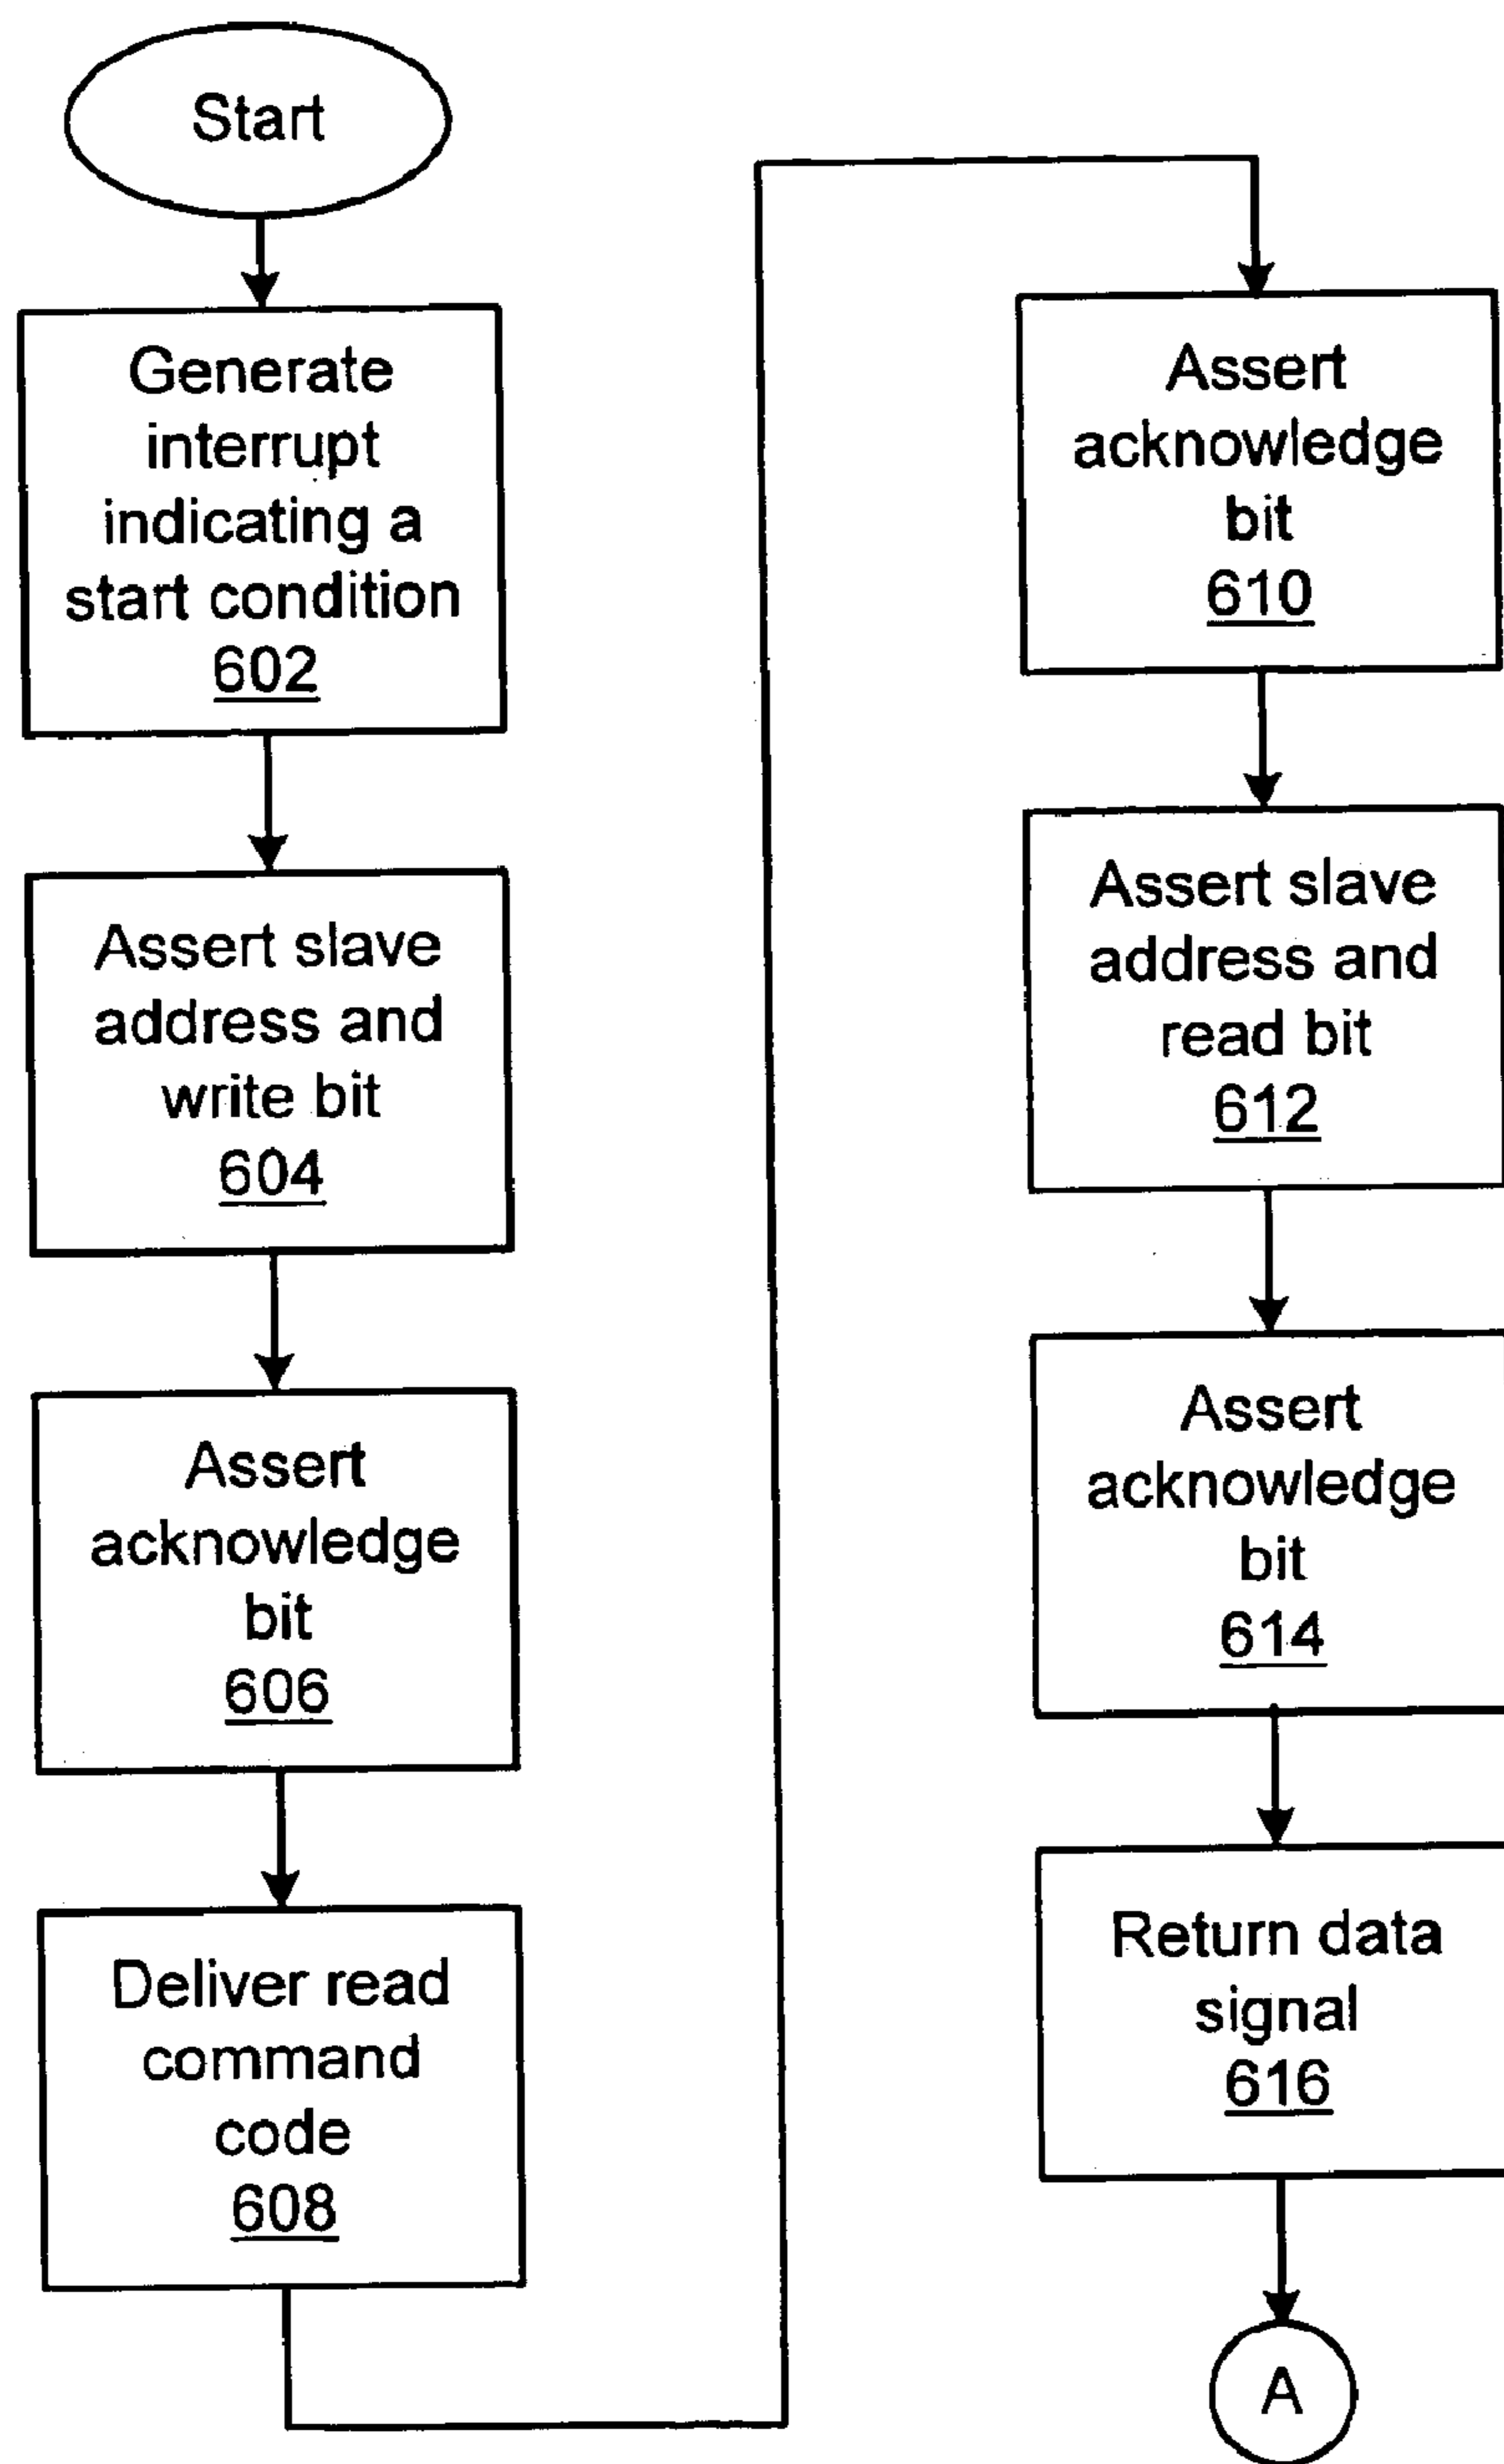 Start
Generate
interrupt
indicating a
start condition
602
Assert slave
address and
write bit
604
Assert
acknowledge
bit
606
Deliver read
command
code
608
Assert
acknowledge
bit
610
Assert slave
address and
read bit
612
Assert
acknowledge
bit
614
Return data
signal
616
A